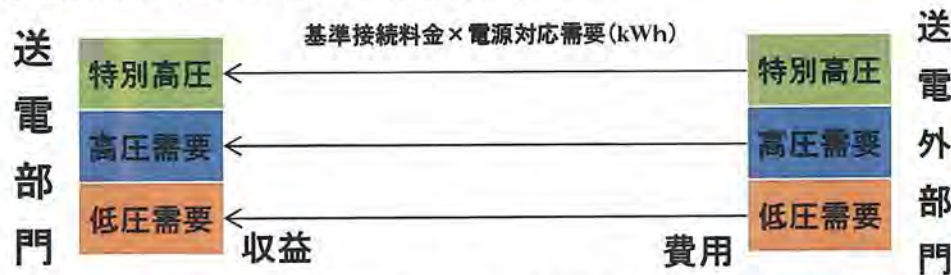 送電部門
基準接続料金×電源対応需要(kWh)
特別高圧
高圧需要
低圧需要
収益
特別高圧
高圧需要
低圧需要
費用
送電外部門